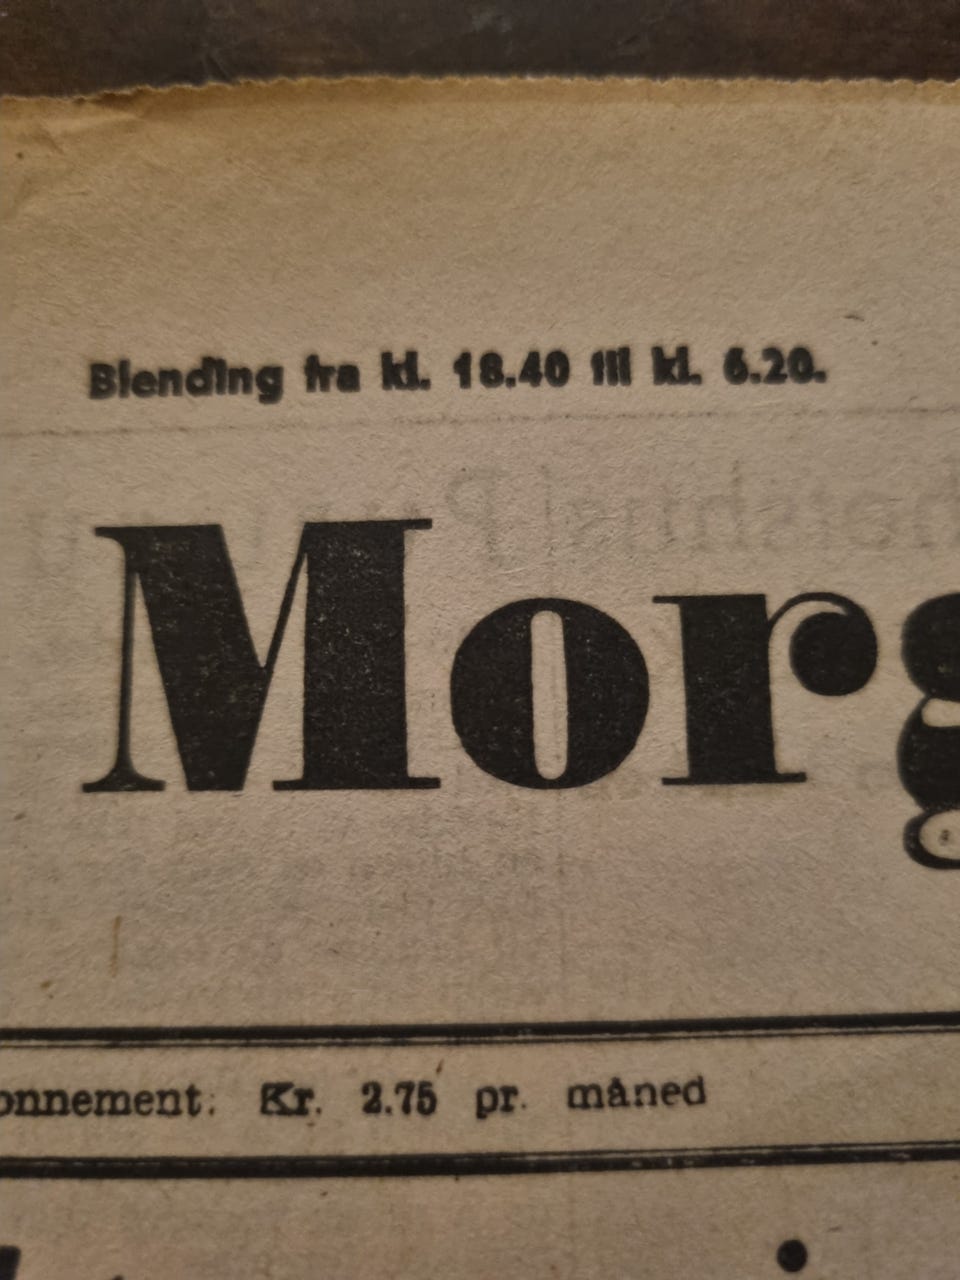 Blending fra kl. 18.40 til kl. 6.20.
Morg
onnement: Kr. 2.75 pr. måned